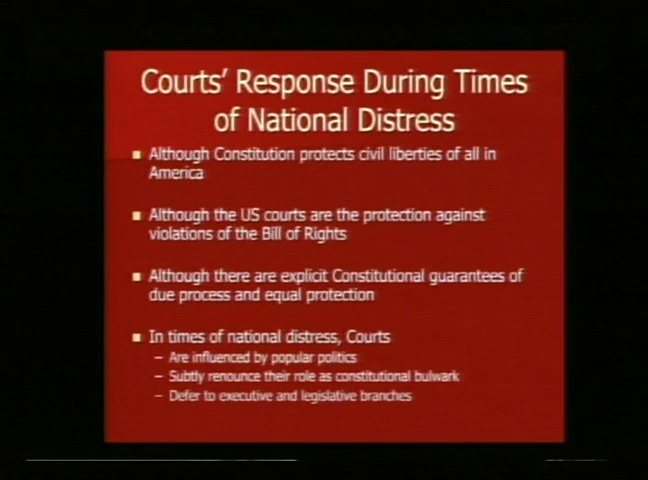 Courts' Response During Times
of National Distress
Although Constitution protects civil liberties of all in
America
Although the US courts are the protection against
violations of the Bill of Rights
Although there are explicit Constitutional guarantees of
due process and equal protection
In times of national distress, Courts
– Are influenced by popular politics
– Subtly renounce their role as constitutional bulwark
– Defer to executive and legislative branches